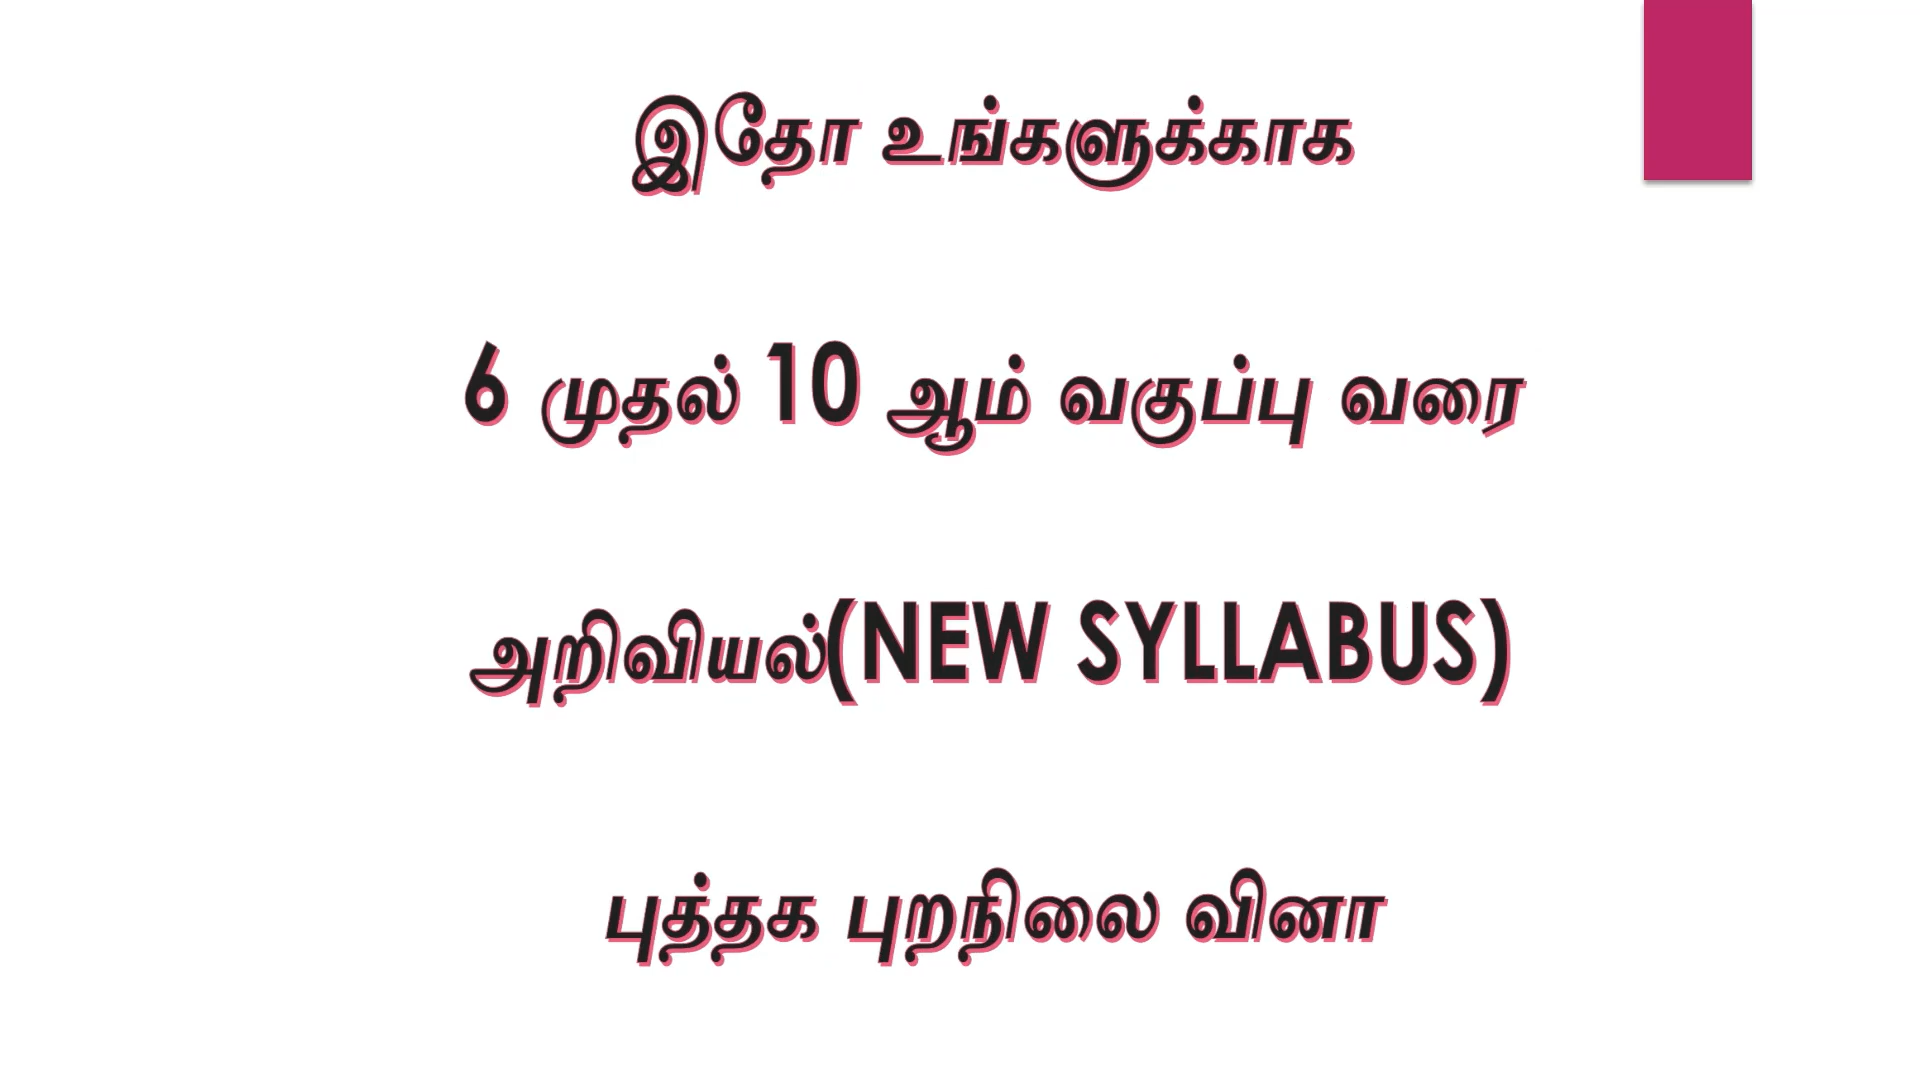 இதோ உங்களுக்காக
6 முதல் 10 ஆம் வகுப்பு வரை
அறிவியல்(NEW SYLLABUS)
புத்தக புறநிலை வினா